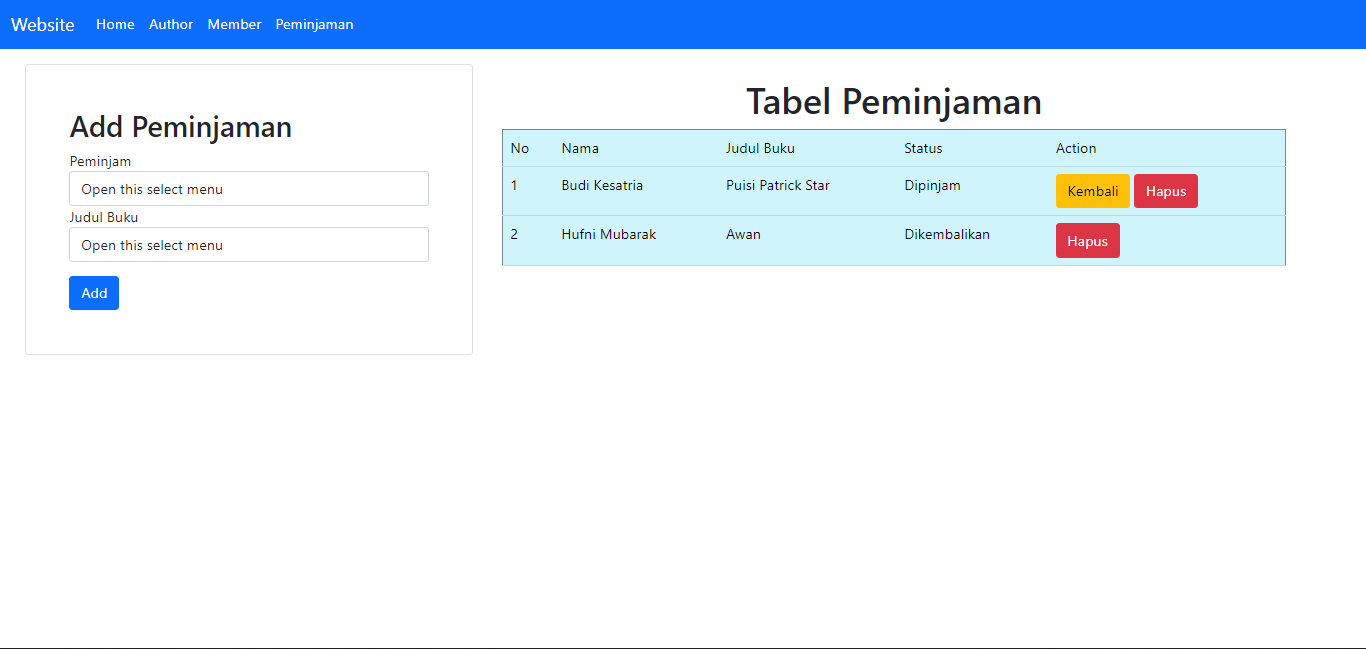 Website Home Author Member Peminjaman
Add Peminjaman
Peminjam
Open this select menu
Judul Buku
Open this select menu
Add
Tabel Peminjaman
No Nama Judul Buku Status Action
1 Budi Kesatria Puisi Patrick Star Dipinjam Kembali Hapus
2 Hufni Mubarak Awan Dikembalikan Hapus